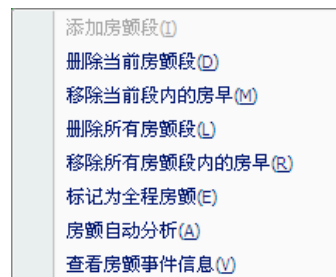 添加房颤段(I)
删除当前房颤段(D)
移除当前段内的房早(M)
删除所有房颤段(L)
移除所有房颤段内的房早(R)
标记为全程房颤(E)
房颤自动分析(A)
查看房颤事件信息(V)